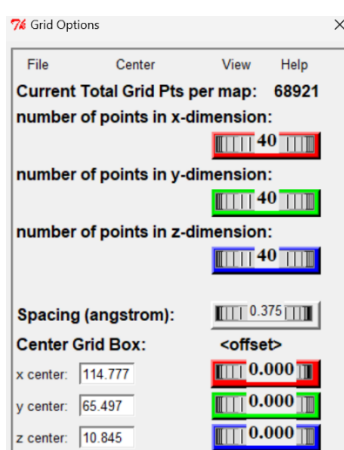 Grid Options
File Center View Help
Current Total Grid Pts per map: 68921
number of points in x-dimension:
40
number of points in y-dimension:
40
number of points in z-dimension:
40
Spacing (angstrom): 0.375
Center Grid Box: <offset>
x center: 114.777 0.000
y center: 65.497 0.000
z center: 10.845 0.000